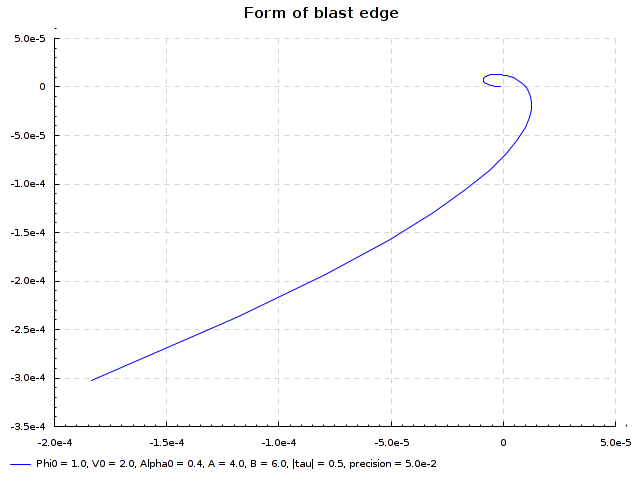 Form of blast edge
5.0e-5
0
-5.0e-5
-1.0e-4
-1.5e-4
-2.0e-4
-2.5e-4
-3.0e-4
-3.5e-4
-2.0e-4 -1.5e-4 -1.0e-4 -5.0e-5 0 5.0e-5
Phi0 = 1.0, V0 = 2.0, Alpha0 = 0.4, A = 4.0, B = 6.0, |tau| = 0.5, precision = 5.0e-2